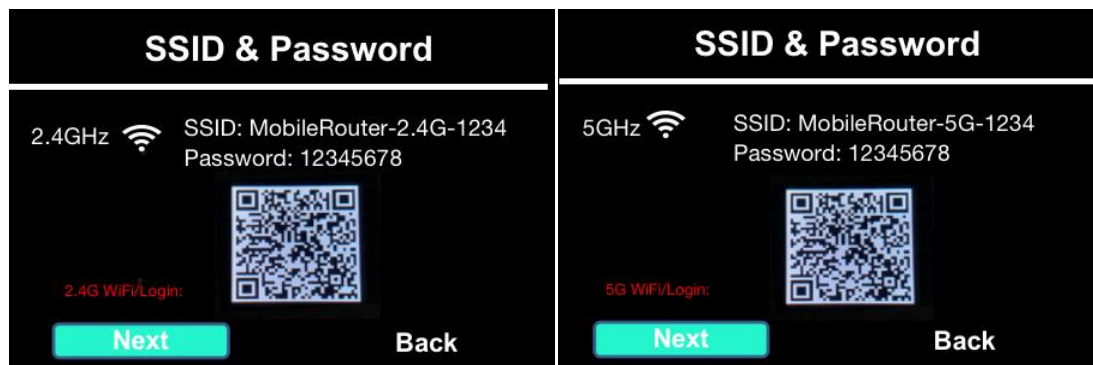 SSID & Password
2.4GHz
SSID: MobileRouter-2.4G-1234
Password: 12345678
2.4G WiFi/Login:
Next
Back
SSID & Password
5GHz
SSID: MobileRouter-5G-1234
Password: 12345678
5G WiFi/Login:
Next
Back